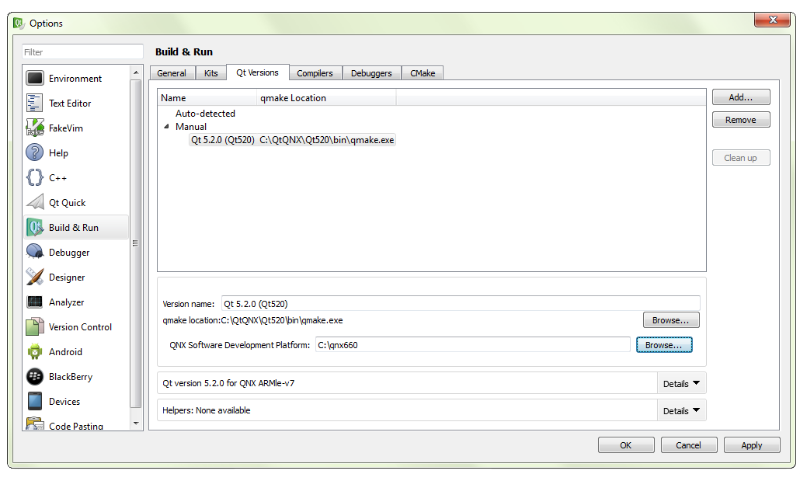 Options
Filter
Environment
Text Editor
FakeVim
Help
C++
Qt Quick
Build & Run
Debugger
Designer
Analyzer
Version Control
Android
BlackBerry
Devices
Code Pasting
Build & Run
General Kits Qt Versions Compilers Debuggers CMake
Name qmake Location
Auto-detected
Manual
Qt 5.2.0 (Qt520) C:\QtQNX\Qt520\bin\qmake.exe
Add...
Remove
Clean up
Version name: Qt 5.2.0 (Qt520)
qmake location:C:\QtQNX\Qt520\bin\qmake.exe Browse...
QNX Software Development Platform: C:\qnx660 Browse...
Qt version 5.2.0 for QNX ARMle-v7 Details
Helpers: None available Details
OK Cancel Apply